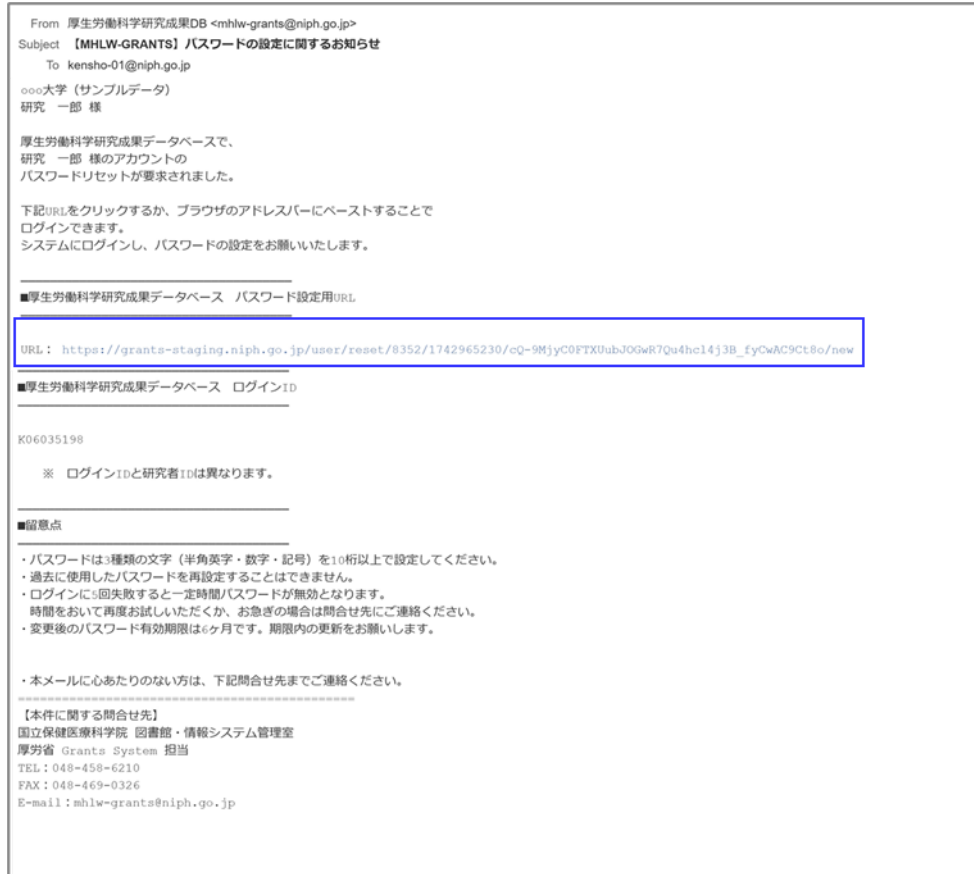 From 厚生労働科学研究成果DB <mhlw-grants@niph.go.jp>
Subject 【MHLW-GRANTS】パスワードの設定に関するお知らせ
To kensho-01@niph.go.jp
○○○大学（サンプルデータ）
研究　一郎 様
厚生労働科学研究成果データベースで、
研究　一郎 様のアカウントの
パスワードリセットが要求されました。
下記URLをクリックするか、ブラウザのアドレスバーにペーストすることで
ログインできます。
システムにログインし、パスワードの設定をお願いいたします。
■厚生労働科学研究成果データベース　パスワード設定用URL
URL： https://grants-staging.niph.go.jp/user/reset/8352/1742965230/cQ-9MjyC0FTXUubJOGwR7Qu4hcl4j3B_fyCwAC9Ct8o/new
■厚生労働科学研究成果データベース　ログインID
K06035198
※　ログインIDと研究者IDは異なります。
■留意点
・パスワードは3種類の文字（半角英字・数字・記号）を10桁以上で設定してください。
・過去に使用したパスワードを再設定することはできません。
・ログインに5回失敗すると一定時間パスワードが無効となります。
時間をおいて再度お試しいただくか、お急ぎの場合は問合せ先にご連絡ください。
・変更後のパスワード有効期限は6ヶ月です。期限内の更新をお願いします。
・本メールに心あたりのない方は、下記問合せ先までご連絡ください。
【本件に関する問合せ先】
国立保健医療科学院 図書館・情報システム管理室
厚労省 Grants System 担当
TEL：048-458-6210
FAX：048-469-0326
E-mail：mhlw-grants@niph.go.jp